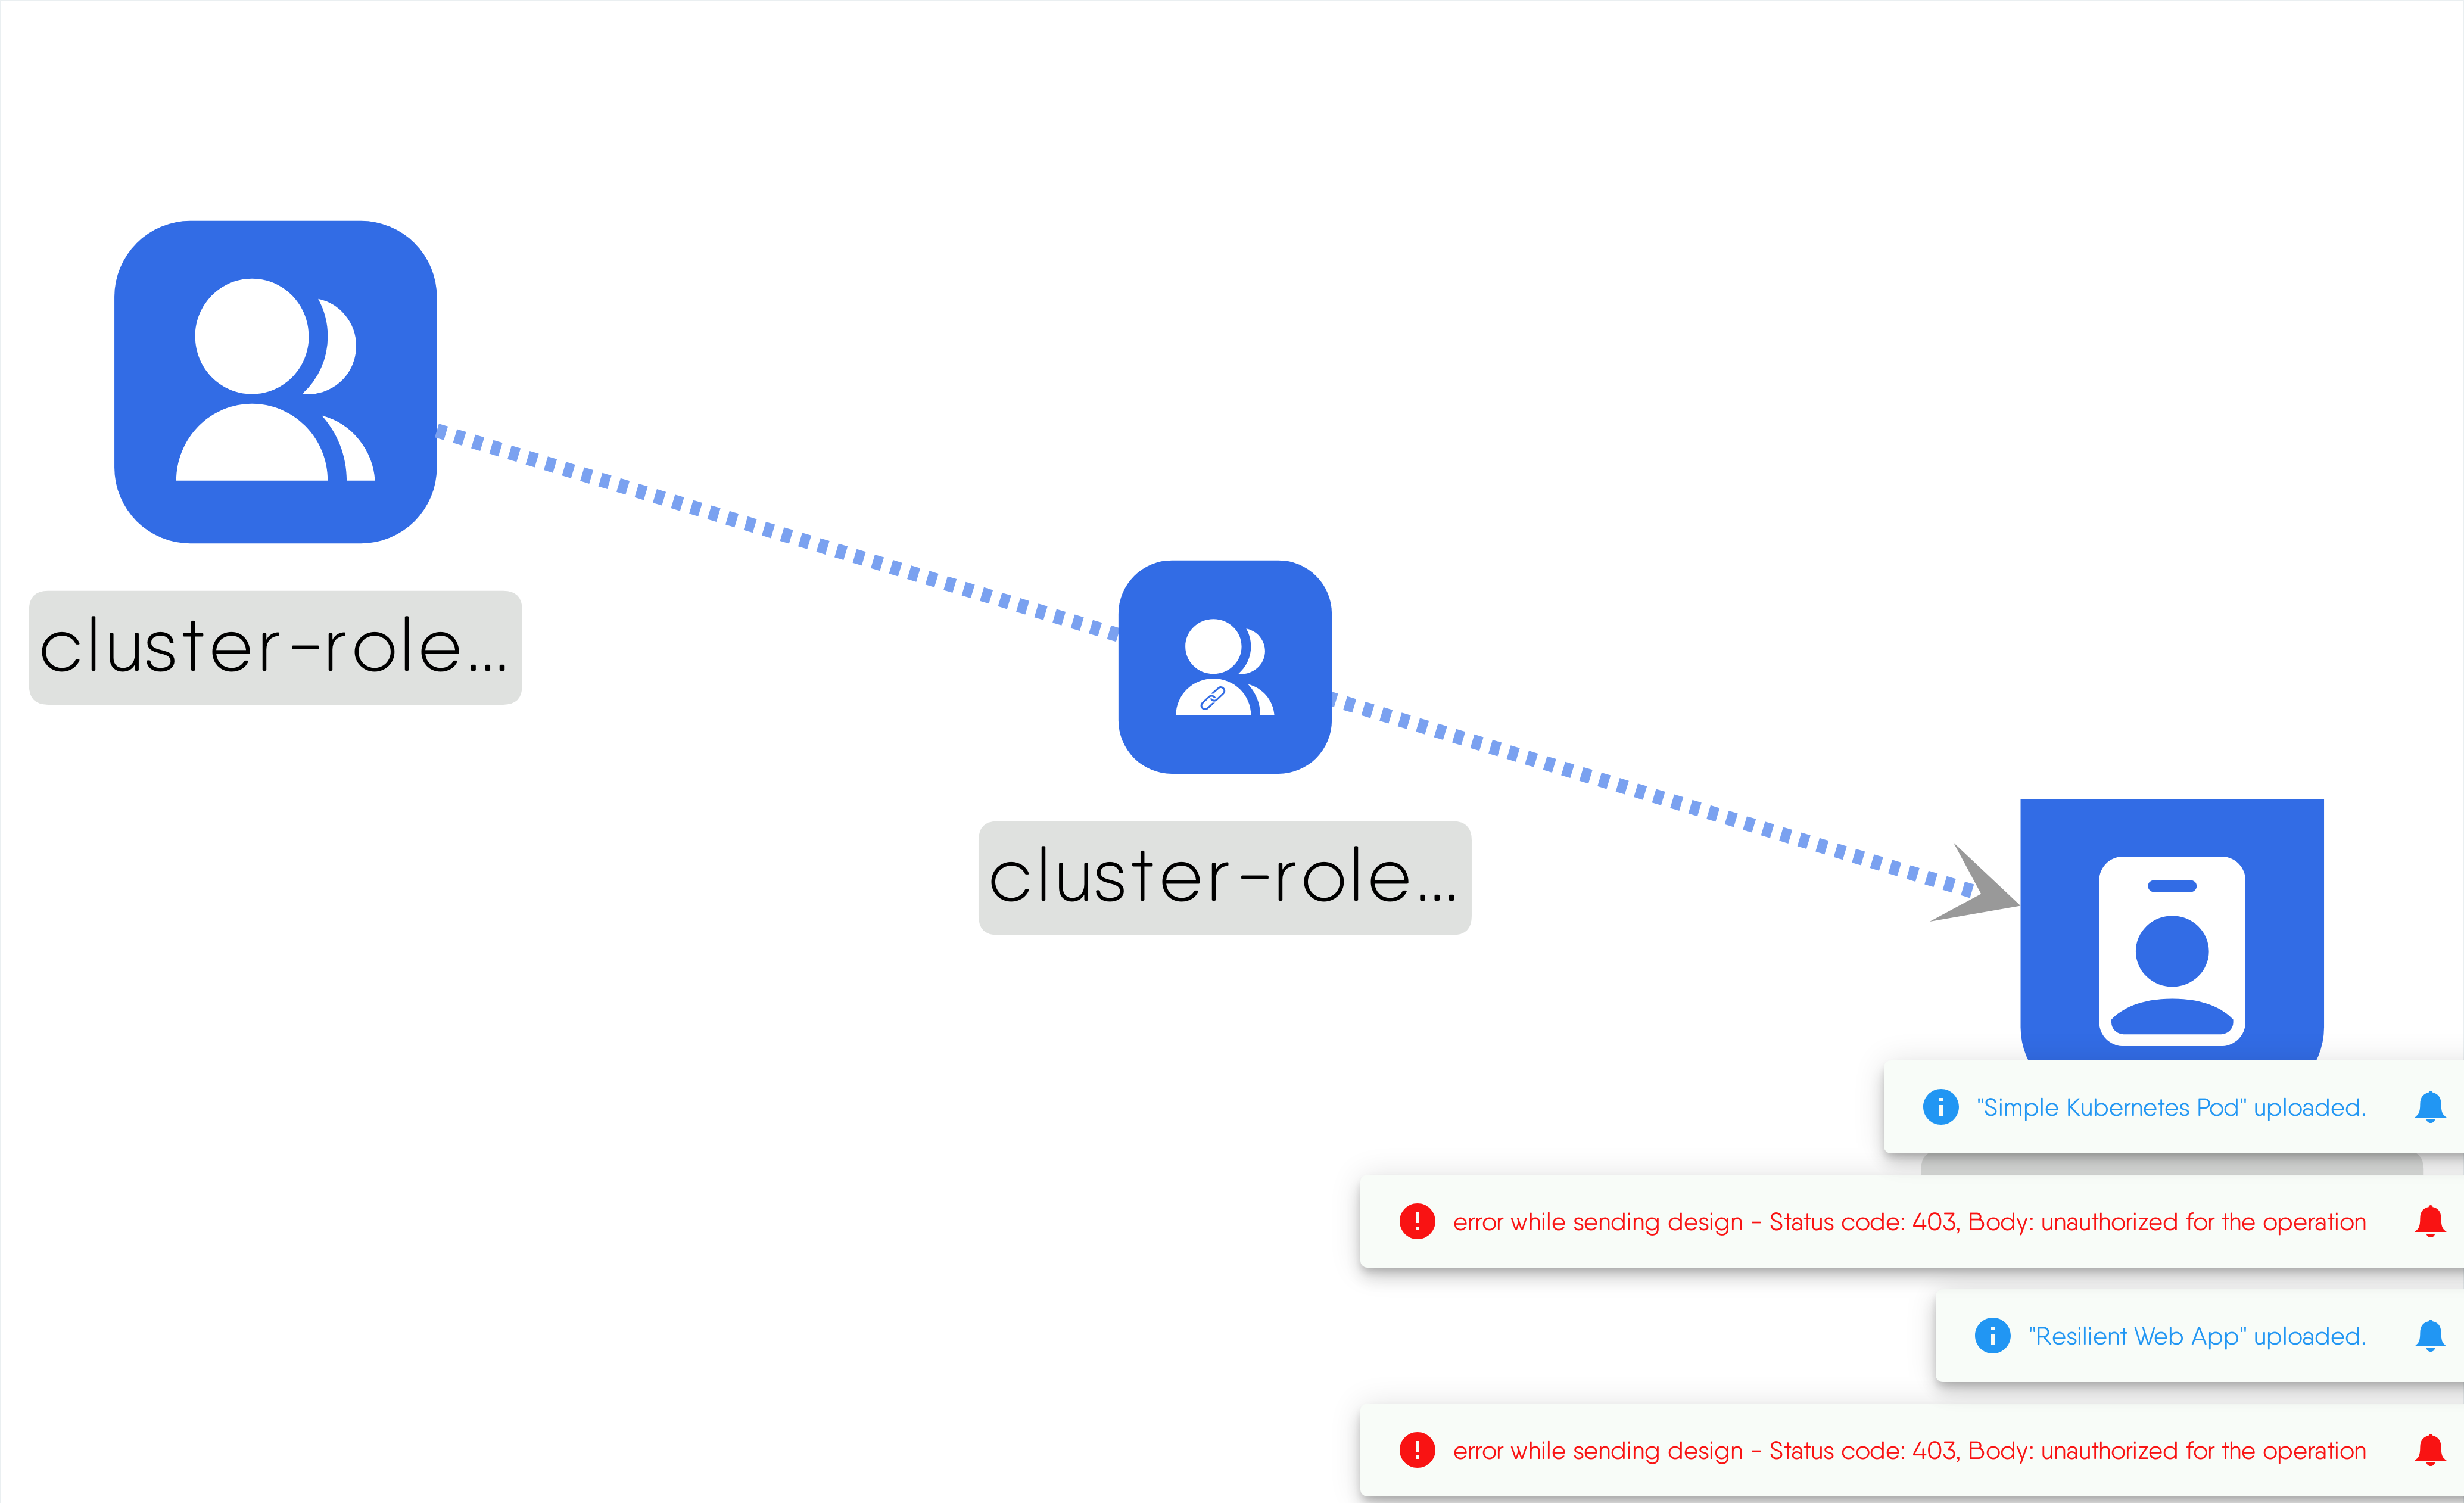 cluster-role...
cluster-role...
"Simple Kubernetes Pod" uploaded.
error while sending design - Status code: 403, Body: unauthorized for the operation
"Resilient Web App" uploaded.
error while sending design - Status code: 403, Body: unauthorized for the operation